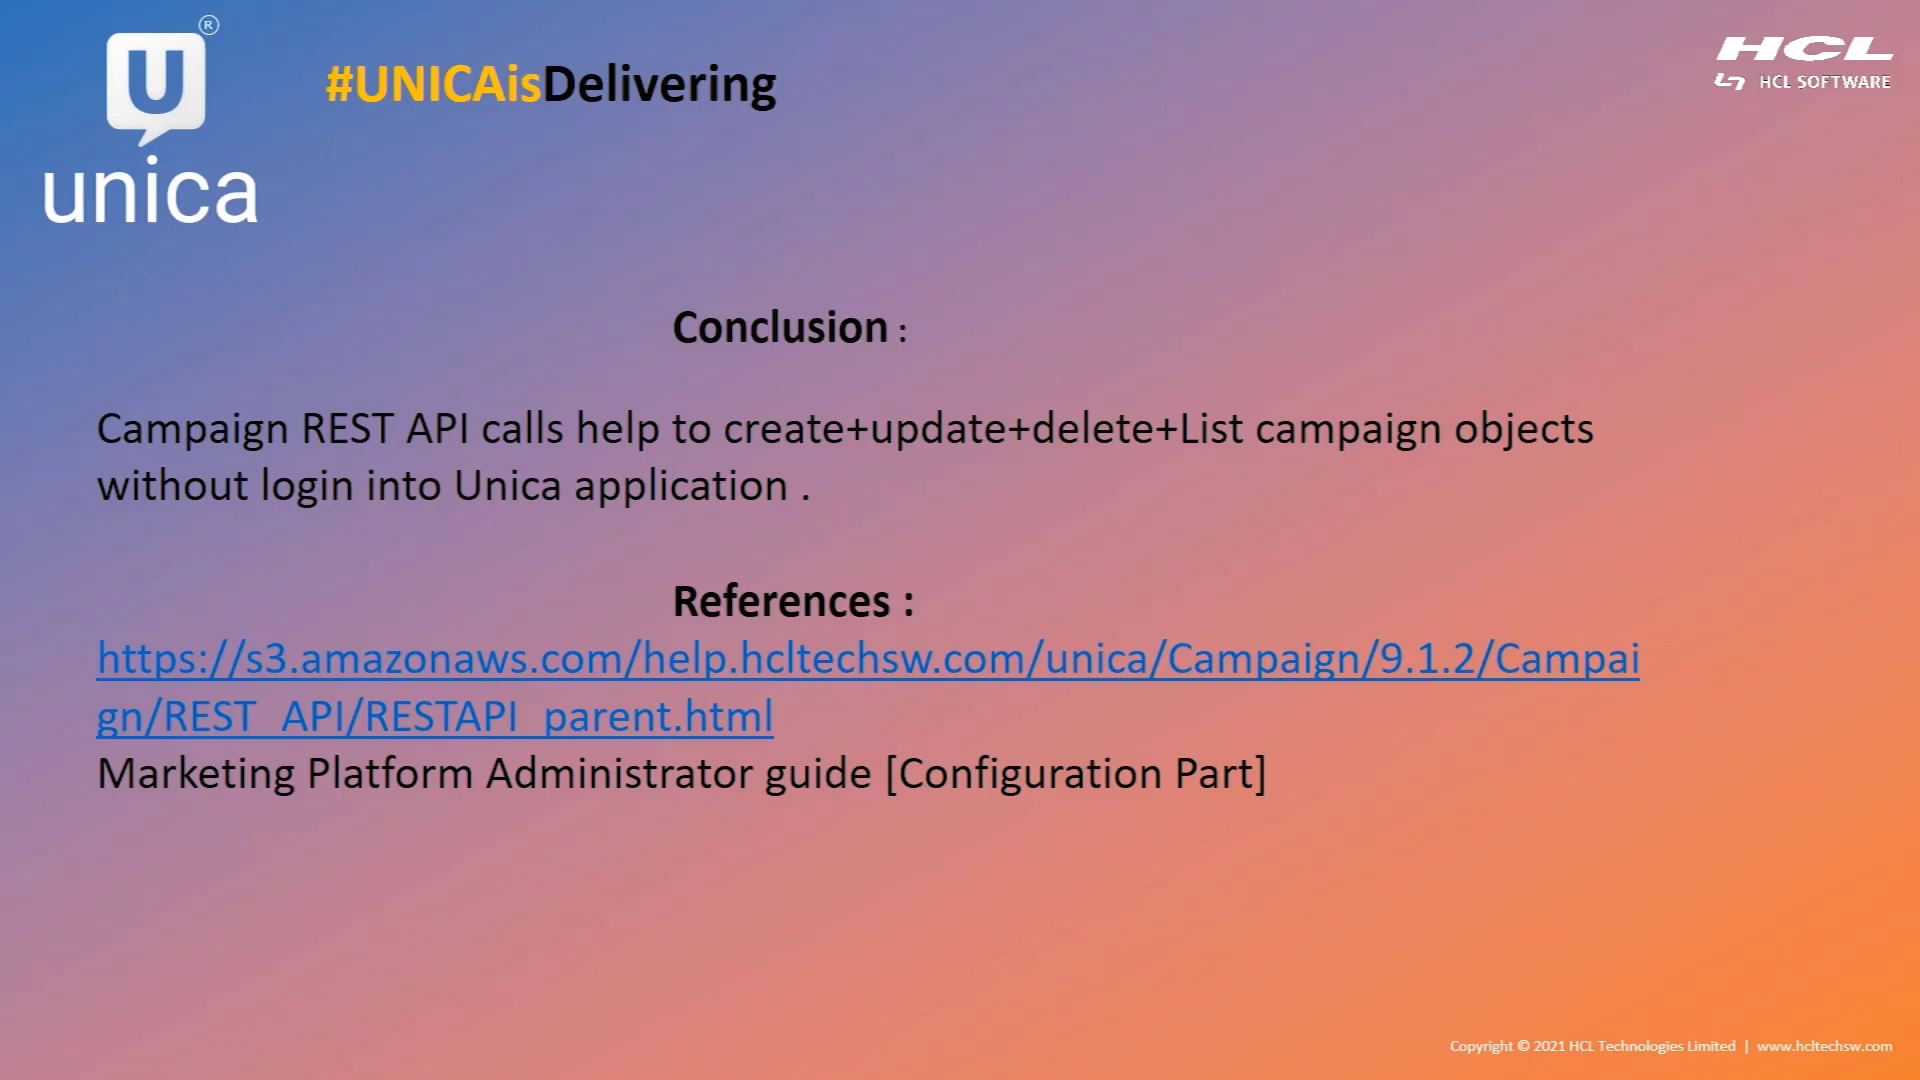 U ®
unica
#UNICAisDelivering
HCL
HCL SOFTWARE
Conclusion :
Campaign REST API calls help to create+update+delete+List campaign objects
without login into Unica application .
References :
https://s3.amazonaws.com/help.hcltechsw.com/unica/Campaign/9.1.2/Campai
gn/REST_API/RESTAPI_parent.html
Marketing Platform Administrator guide [Configuration Part]
Copyright © 2021 HCL Technologies Limited | www.hcltechsw.com